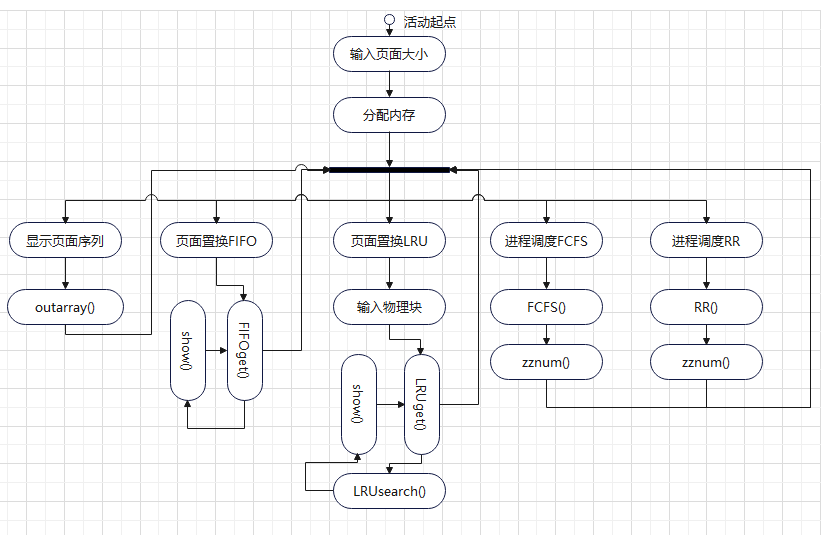 活动起点
输入页面大小
分配内存
显示页面序列
页面置换FIFO
页面置换LRU
进程调度FCFS
进程调度RR
outarray()
输入物理块
FCFS()
RR()
show()
FIFOget()
zznum()
zznum()
show()
LRUget()
LRUsearch()